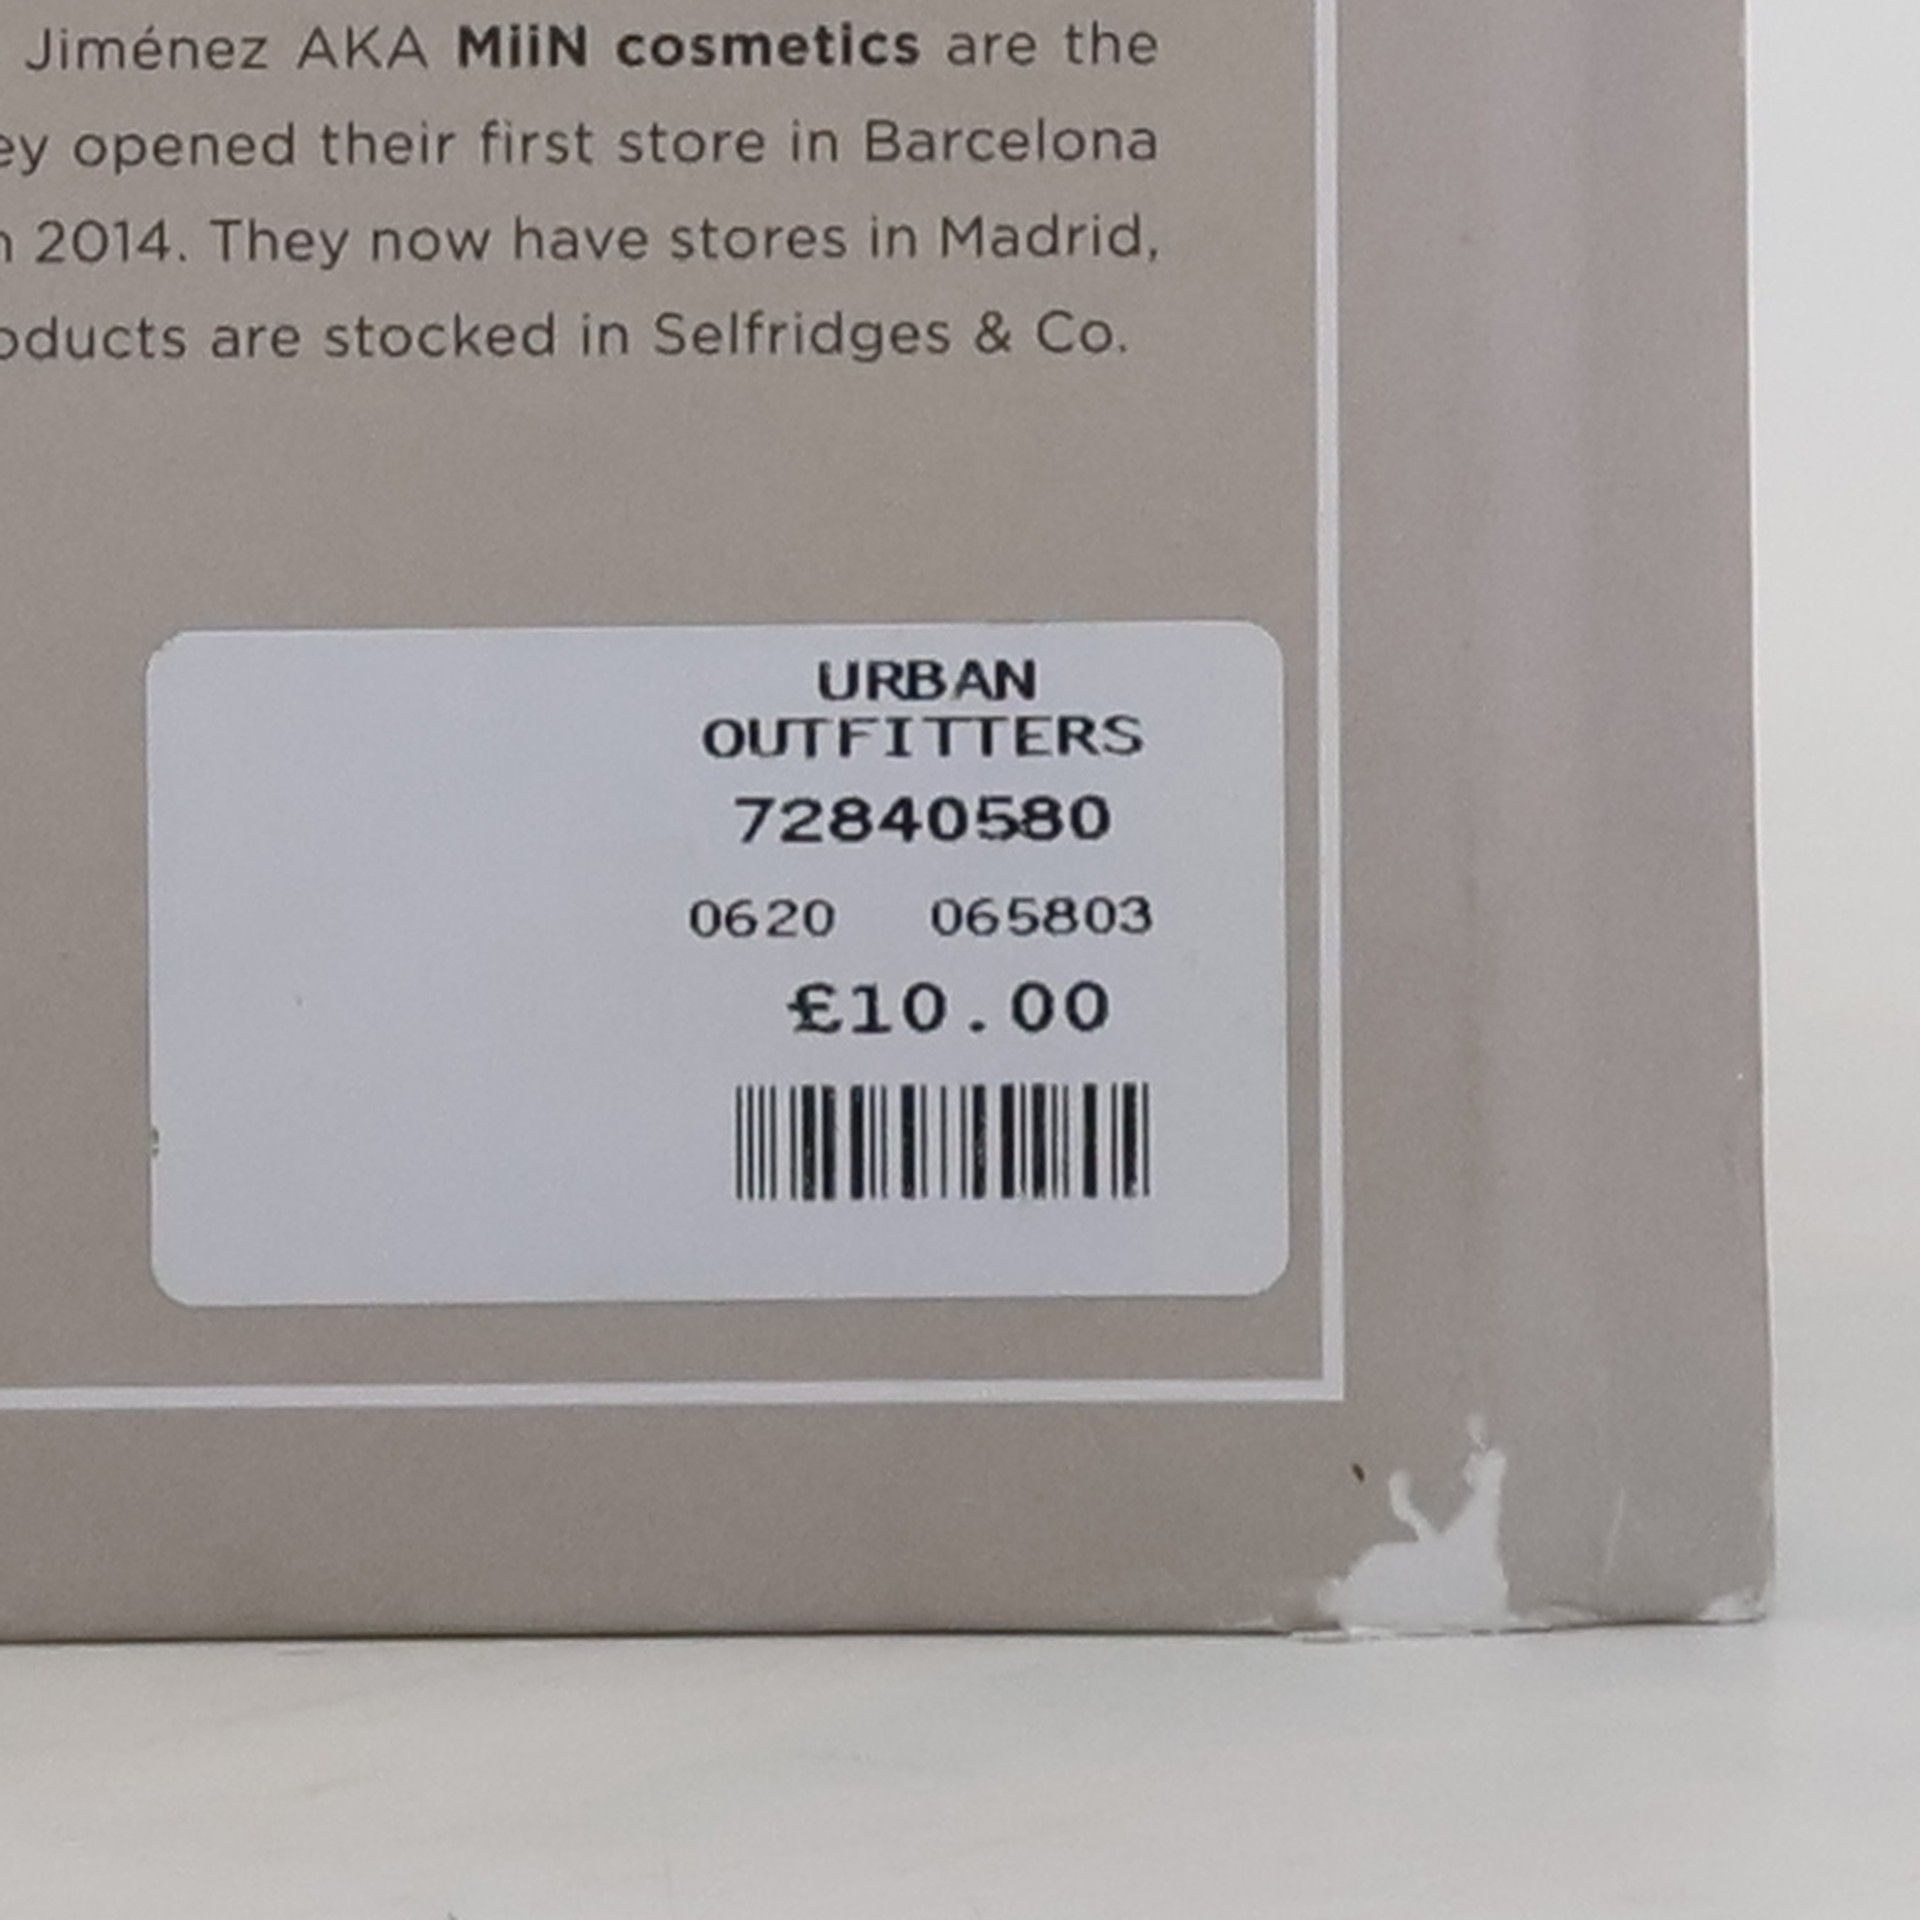 Jiménez AKA MiiN cosmetics are the
ey opened their first store in Barcelona
n 2014. They now have stores in Madrid,
oducts are stocked in Selfridges & Co.
URBAN
OUTFITTERS
72840580
0620 065803
£10.00